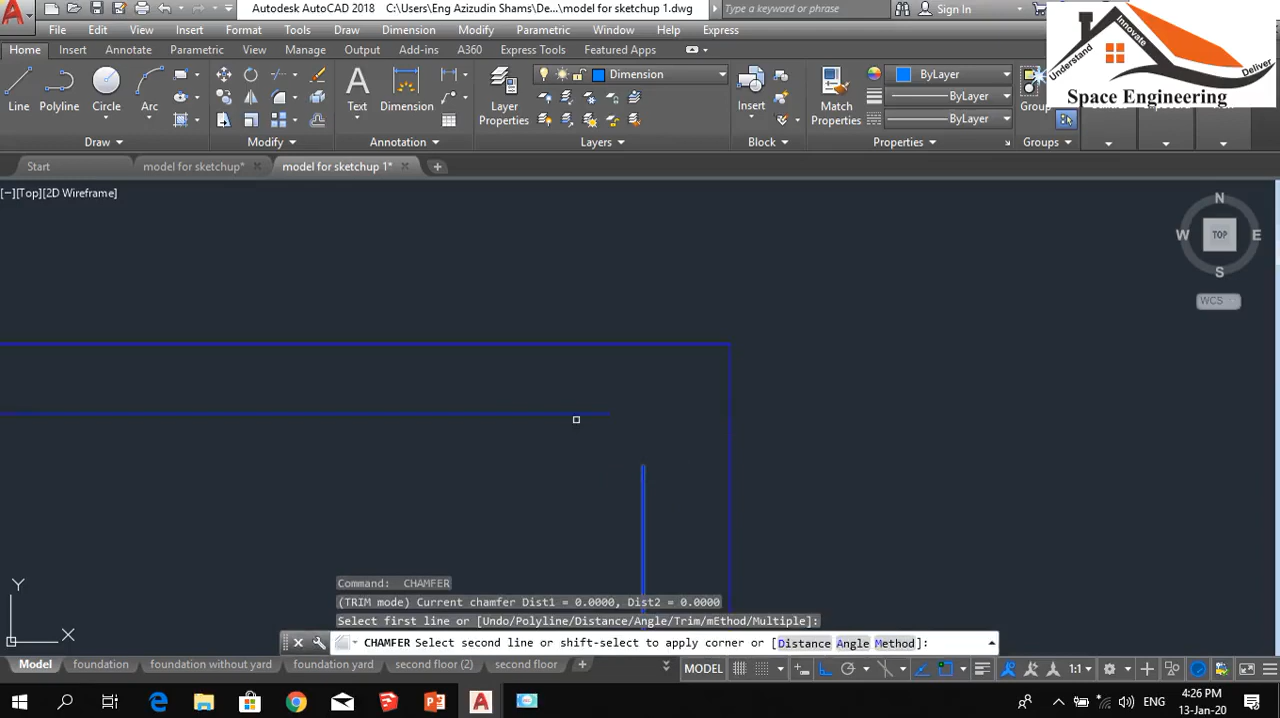 Autodesk AutoCAD 2018 C:\Users\Eng Azizudin Shams\De...\model for sketchup 1.dwg
Type a keyword or phrase
Sign In
File Edit View Insert Format Tools Draw Dimension Modify Parametric Window Help Express
Home Insert Annotate Parametric View Manage Output Add-ins A360 Express Tools Featured Apps
Understand
Innovate
Deliver
Space Engineering
Line Polyline Circle Arc
Text Dimension
Layer Properties
Dimension
Insert
Match Properties
ByLayer
ByLayer
ByLayer
Group
Draw Modify Annotation Layers Block Properties Groups
Start model for sketchup* model for sketchup 1*
[−][Top][2D Wireframe]
N
W TOP E
S
WCS
Y
X
Command: CHAMFER
(TRIM mode) Current chamfer Dist1 = 0.0000, Dist2 = 0.0000
Select first line or [Undo/Polyline/Distance/Angle/Trim/mEthod/Multiple]:
CHAMFER Select second line or shift-select to apply corner or [Distance Angle Method]:
Model foundation foundation without yard foundation yard second floor (2) second floor
MODEL 1:1
ENG 4:26 PM
13-Jan-20